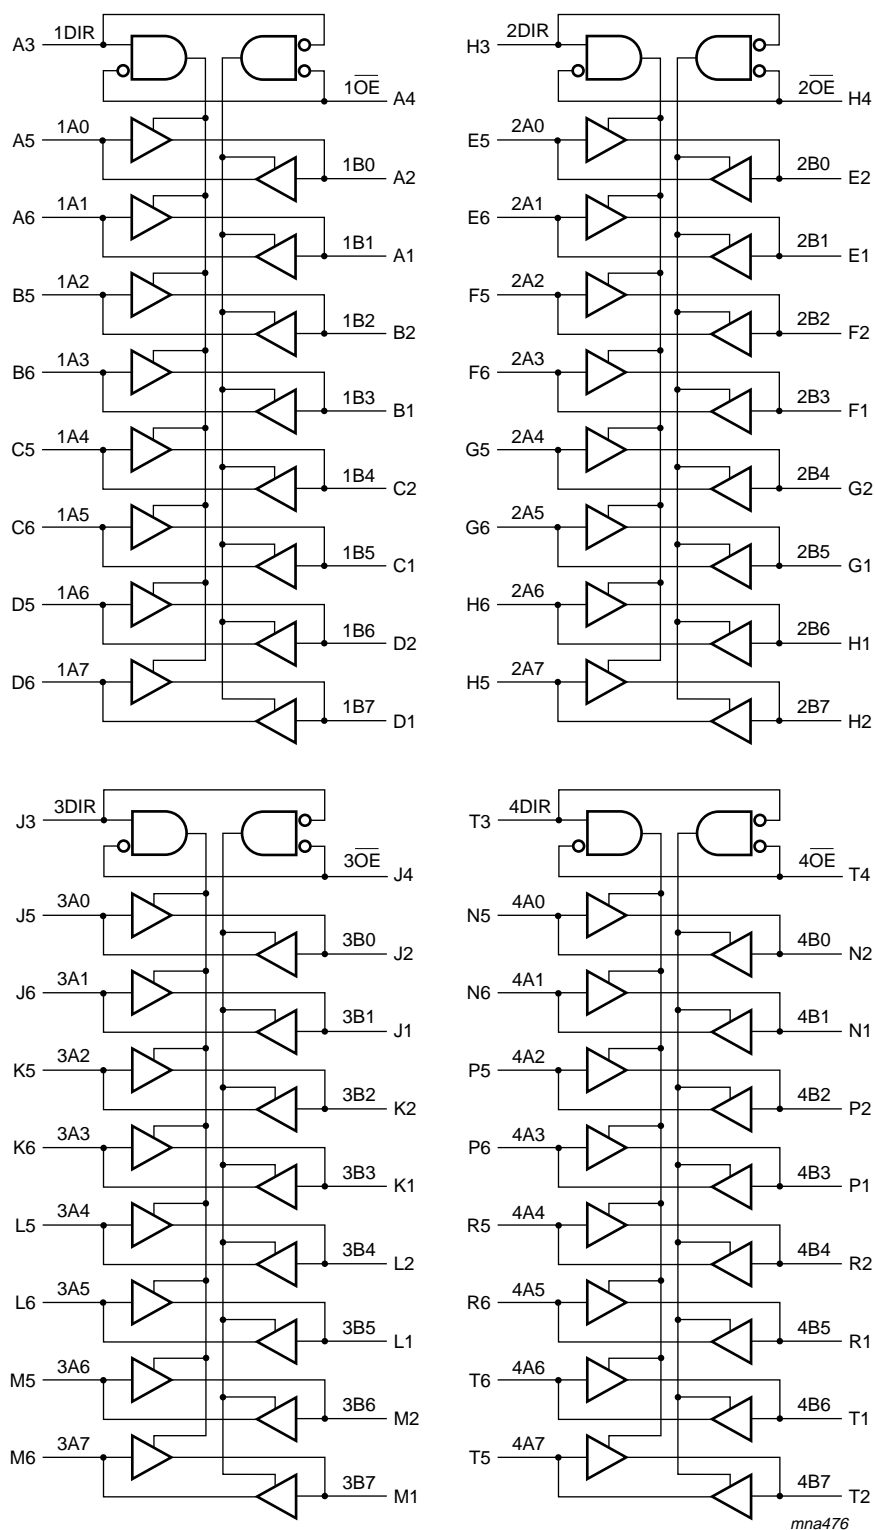 A3 1DIR
1O̅E̅ A4
A5 1A0
1B0 A2
A6 1A1
1B1 A1
B5 1A2
1B2 B2
B6 1A3
1B3 B1
C5 1A4
1B4 C2
C6 1A5
1B5 C1
D5 1A6
1B6 D2
D6 1A7
1B7 D1
H3 2DIR
2O̅E̅ H4
E5 2A0
2B0 E2
E6 2A1
2B1 E1
F5 2A2
2B2 F2
F6 2A3
2B3 F1
G5 2A4
2B4 G2
G6 2A5
2B5 G1
H6 2A6
2B6 H1
H5 2A7
2B7 H2
J3 3DIR
3O̅E̅ J4
J5 3A0
3B0 J2
J6 3A1
3B1 J1
K5 3A2
3B2 K2
K6 3A3
3B3 K1
L5 3A4
3B4 L2
L6 3A5
3B5 L1
M5 3A6
3B6 M2
M6 3A7
3B7 M1
T3 4DIR
4O̅E̅ T4
N5 4A0
4B0 N2
N6 4A1
4B1 N1
P5 4A2
4B2 P2
P6 4A3
4B3 P1
R5 4A4
4B4 R2
R6 4A5
4B5 R1
T6 4A6
4B6 T1
T5 4A7
4B7 T2
mna476